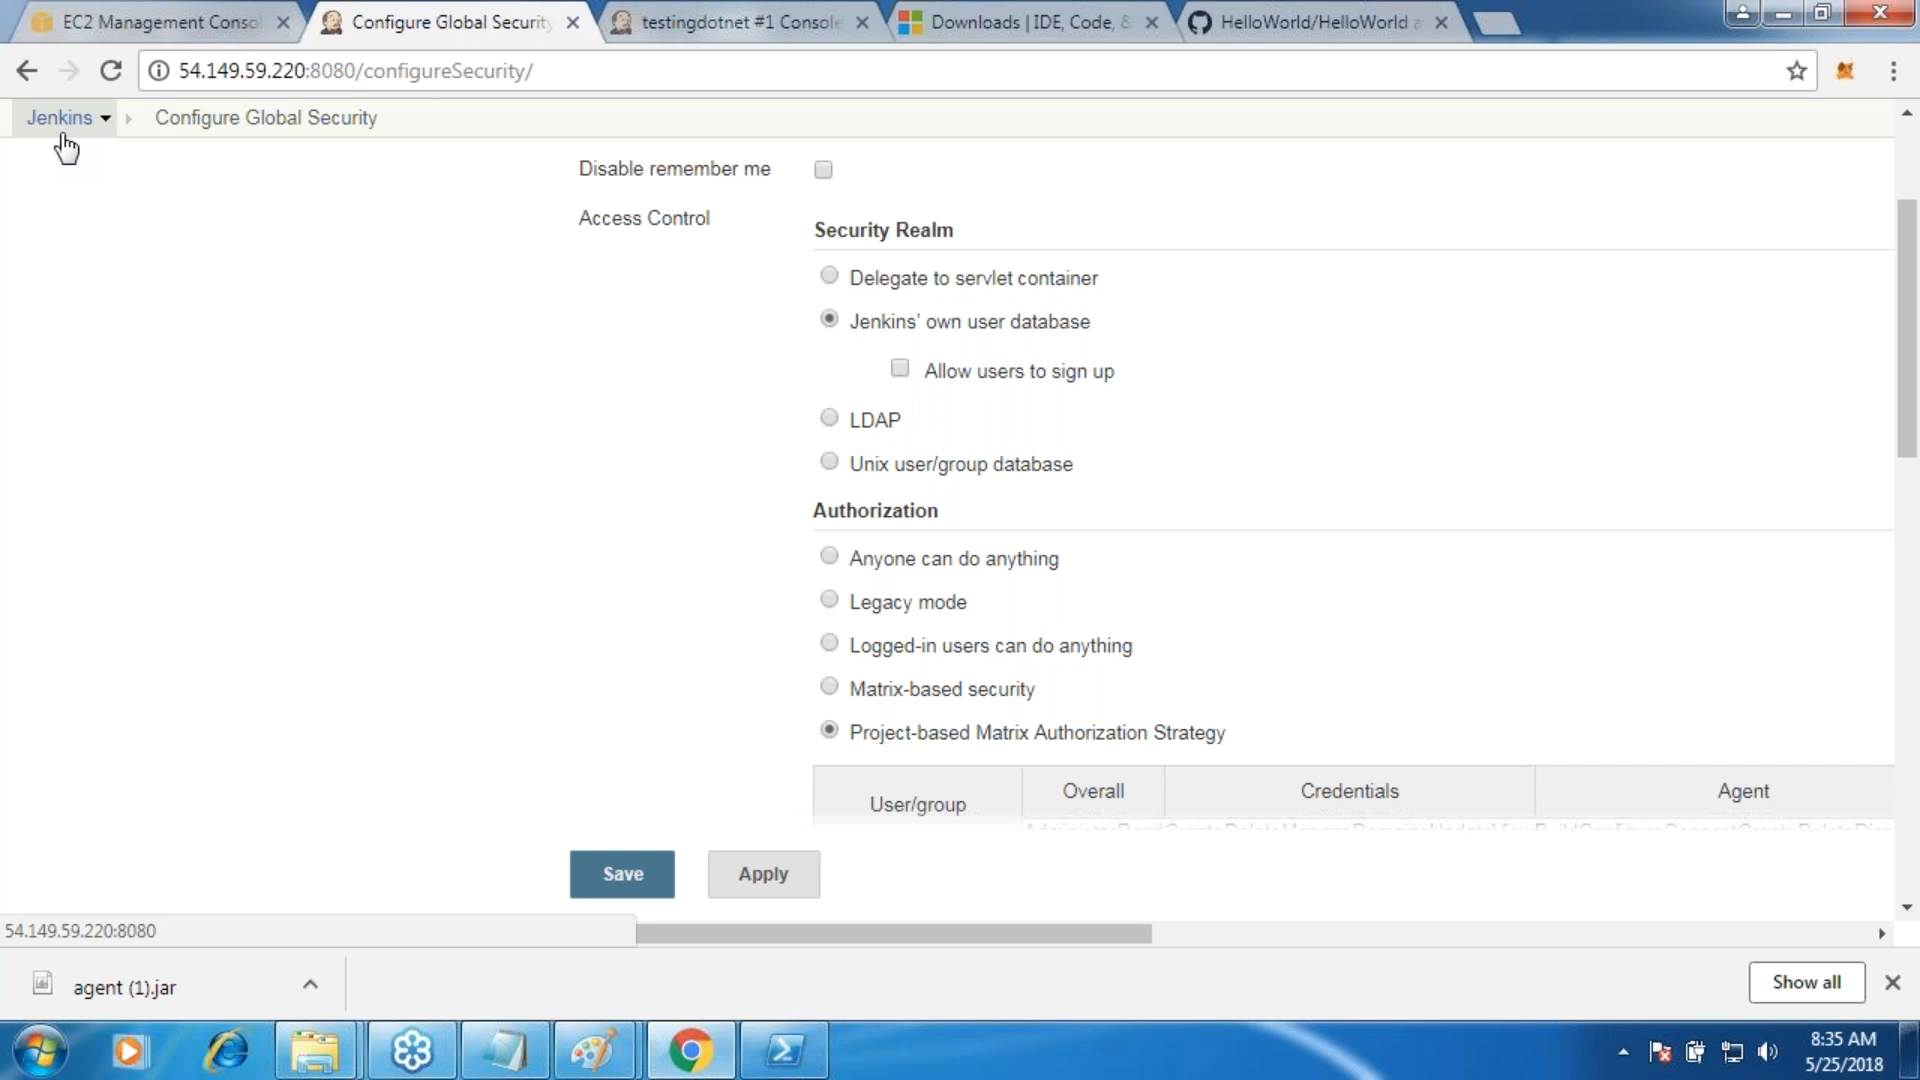 EC2 Management Consol
Configure Global Security
testingdotnet #1 Console
Downloads | IDE, Code, &
HelloWorld/HelloWorld a
54.149.59.220:8080/configureSecurity/
Jenkins
Configure Global Security
Disable remember me
Access Control
Security Realm
Delegate to servlet container
Jenkins' own user database
Allow users to sign up
LDAP
Unix user/group database
Authorization
Anyone can do anything
Legacy mode
Logged-in users can do anything
Matrix-based security
Project-based Matrix Authorization Strategy
User/group
Overall
Credentials
Agent
Save
Apply
54.149.59.220:8080
agent (1).jar
Show all
8:35 AM
5/25/2018